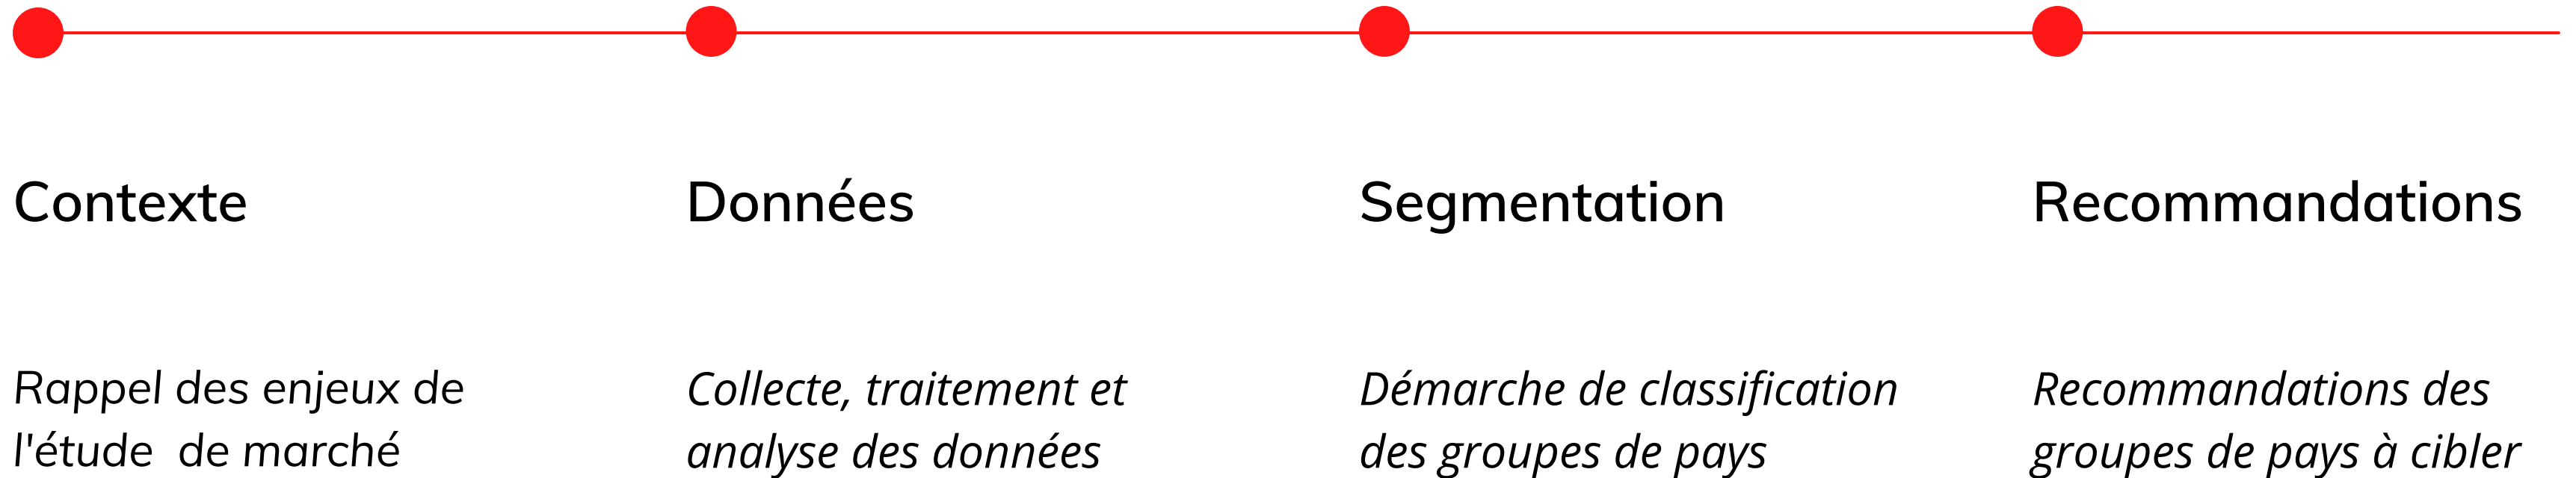 Contexte
Données
Segmentation
Recommandations
Rappel des enjeux de
l'étude  de marché
Collecte, traitement et
analyse des données
Démarche de classification
des groupes de pays
Recommandations des
groupes de pays à cibler